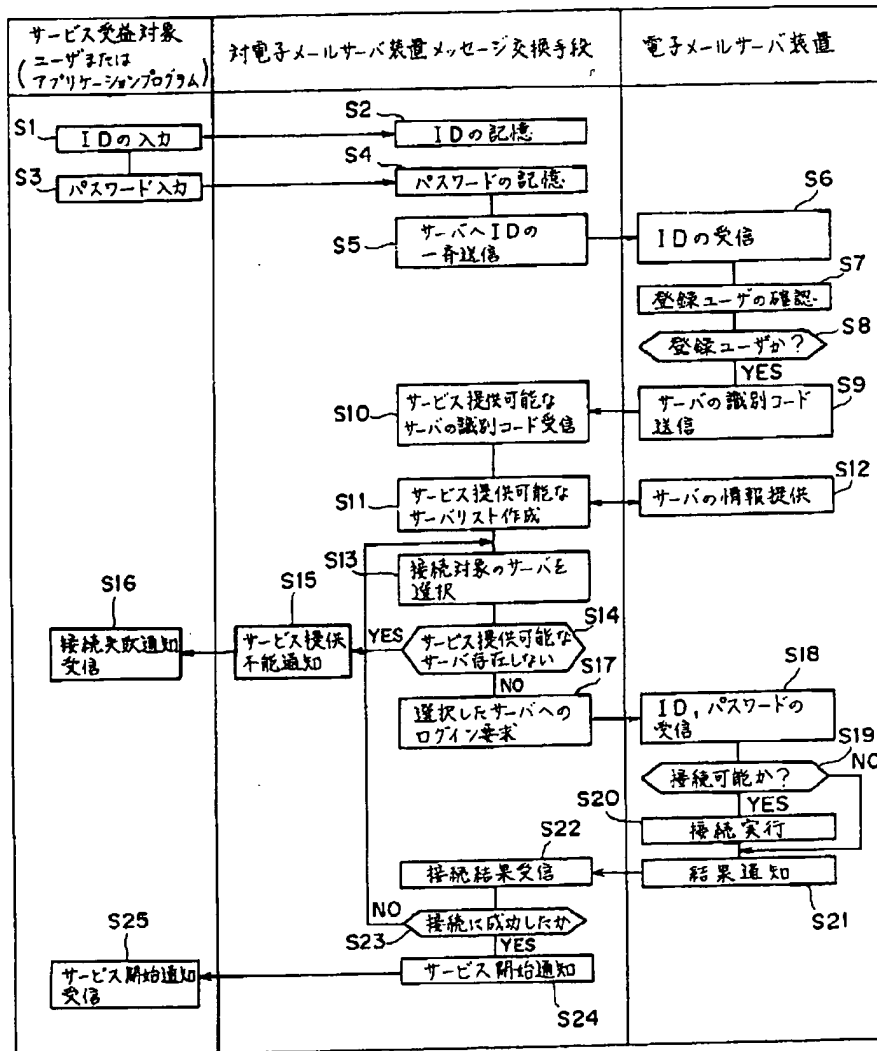 サービス受益対象
(ユーザまたは
アプリケーションプログラム)
対電子メールサーバ装置メッセージ交換手段
電子メールサーバ装置
S1
IDの入力
S2
IDの記憶
S3
パスワード入力
S4
パスワードの記憶
S5
サーバへIDの
一斉送信
S6
IDの受信
S7
登録ユーザの確認
S8
登録ユーザか?
YES
S9
サーバの識別コード
送信
S10
サービス提供可能な
サーバの識別コード受信
S11
サービス提供可能な
サーバリスト作成
S12
サーバの情報提供
S13
接続対象のサーバを
選択
S14
サービス提供可能な
サーバ存在しない
YES
NO
S15
サービス提供
不能通知
S16
接続失敗通知
受信
S17
選択したサーバへの
ログイン要求
S18
ID,パスワードの
受信
S19
接続可能か?
NO
YES
S20
接続実行
S21
結果通知
S22
接続結果受信
S23
接続に成功したか
NO
YES
S24
サービス開始通知
S25
サービス開始通知
受信